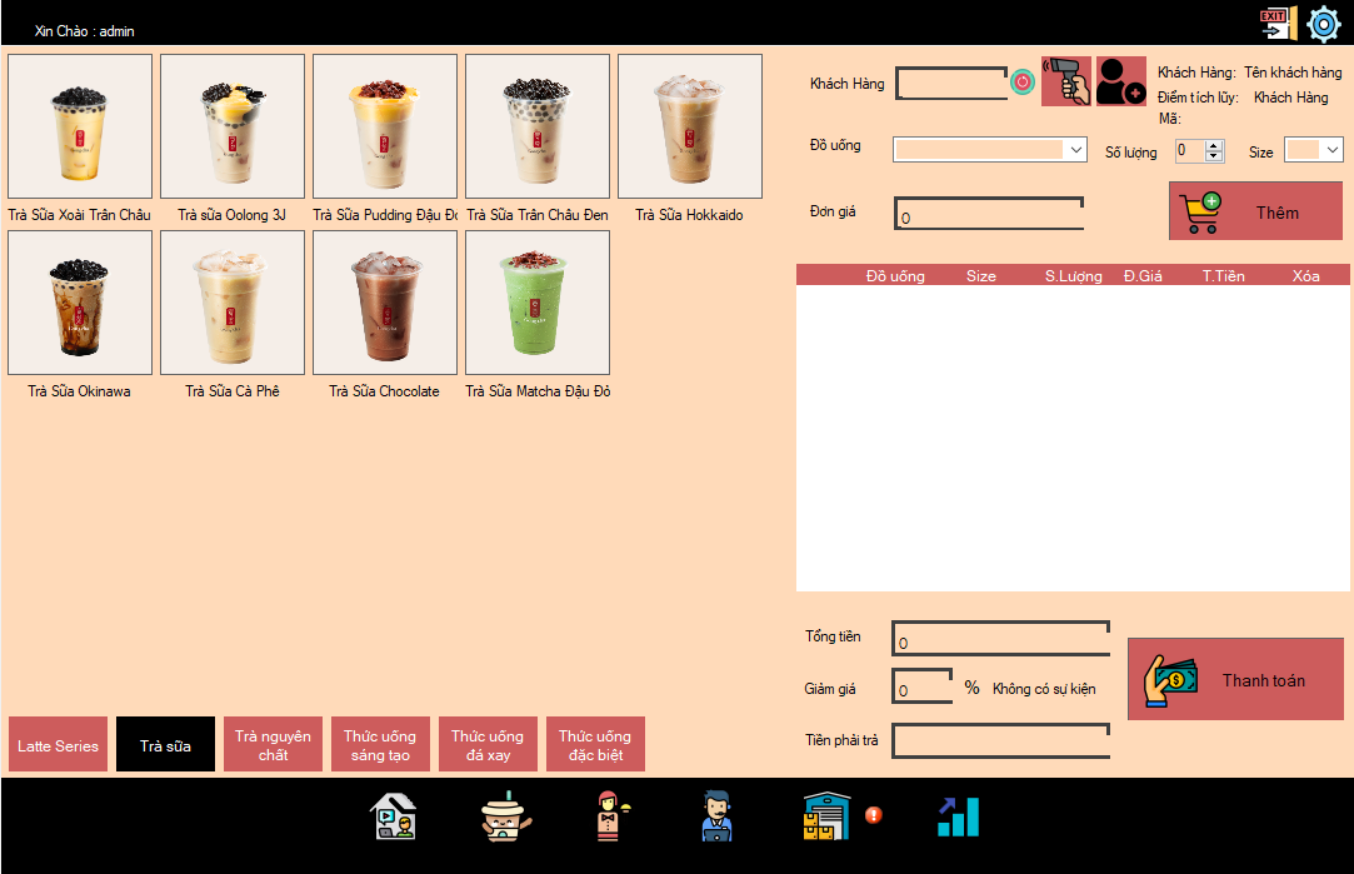 Xin Chào : admin
EXIT
Trà Sữa Xoài Trân Châu
Trà sữa Oolong 3J
Trà Sữa Pudding Đậu Đ
Trà Sữa Trân Châu Đen
Trà Sữa Hokkaido
Trà Sữa Okinawa
Trà Sữa Cà Phê
Trà Sữa Chocolate
Trà Sữa Matcha Đậu Đỏ
Latte Series
Trà sữa
Trà nguyên
chất
Thức uống
sáng tạo
Thức uống
đá xay
Thức uống
đặc biệt
Khách Hàng
Khách Hàng: Tên khách hàng
Điểm tích lũy: Khách Hàng
Mã:
Đồ uống
Số lượng 0
Size
Đơn giá 0
Thêm
Đồ uống Size S.Lượng Đ.Giá T.Tiền Xóa
Tổng tiền 0
Giảm giá 0 % Không có sự kiện
Tiền phải trả
Thanh toán